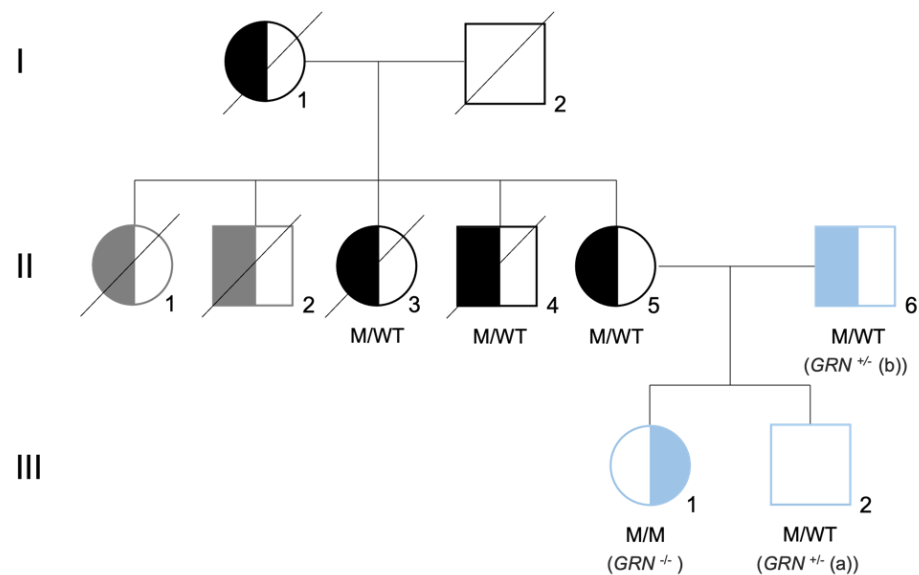 I
1
2
II
1
2
3
4
5
6
M/WT
M/WT
M/WT
M/WT
(GRN +/- (b))
III
1
2
M/M
M/WT
(GRN -/- )
(GRN +/- (a))